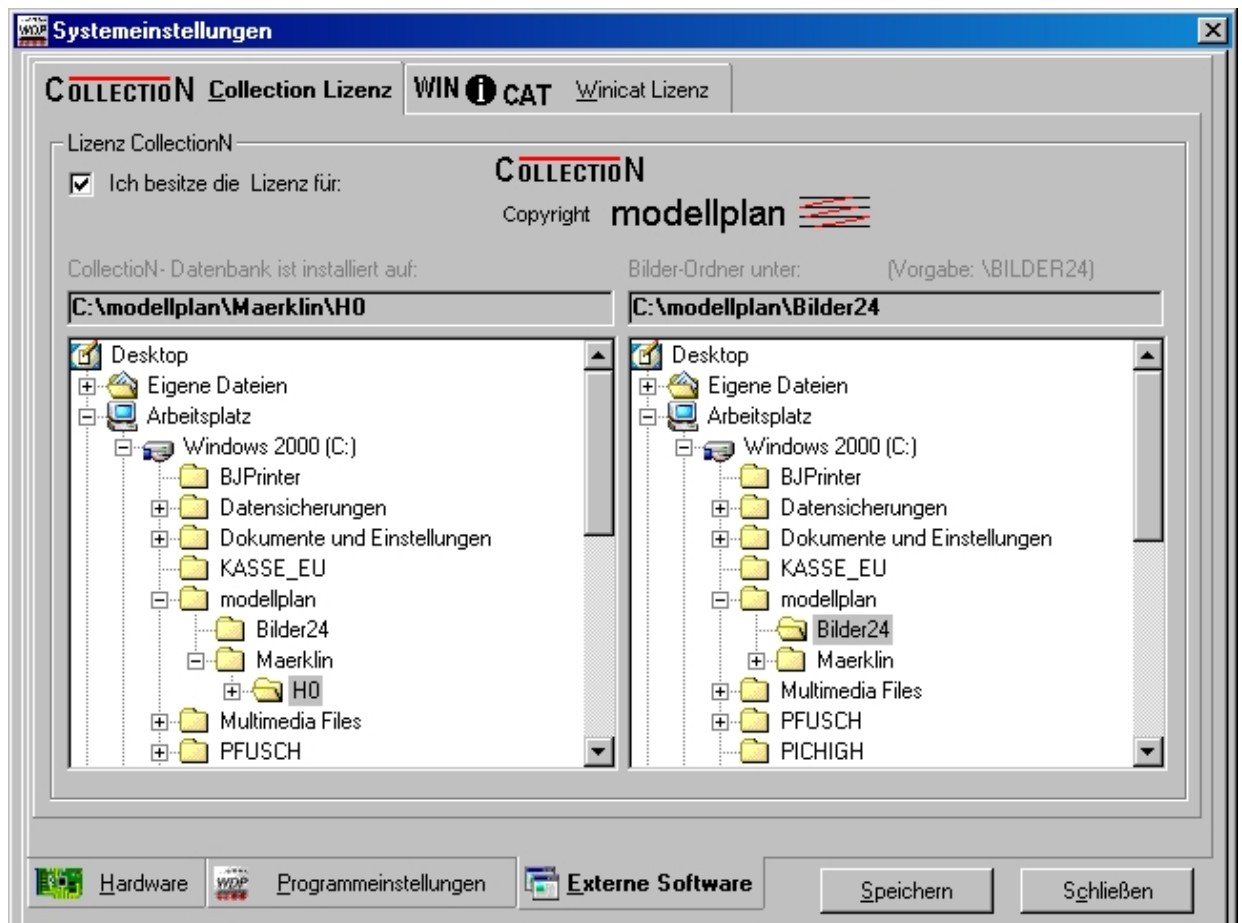 WDP Systemeinstellungen
COLLECTION Collection Lizenz WIN i CAT Winicat Lizenz
Lizenz CollectionN
Ich besitze die Lizenz für:
COLLECTION
Copyright modellplan
CollectioN- Datenbank ist installiert auf:
C:\modellplan\Maerklin\H0
Desktop
Eigene Dateien
Arbeitsplatz
Windows 2000 (C:)
BJPrinter
Datensicherungen
Dokumente und Einstellungen
KASSE_EU
modellplan
Bilder24
Maerklin
H0
Multimedia Files
PFUSCH
Bilder-Ordner unter: (Vorgabe: \BILDER24)
C:\modellplan\Bilder24
Desktop
Eigene Dateien
Arbeitsplatz
Windows 2000 (C:)
BJPrinter
Datensicherungen
Dokumente und Einstellungen
KASSE_EU
modellplan
Bilder24
Maerklin
Multimedia Files
PFUSCH
PICHIGH
Hardware WDP Programmeinstellungen Externe Software Speichern Schließen